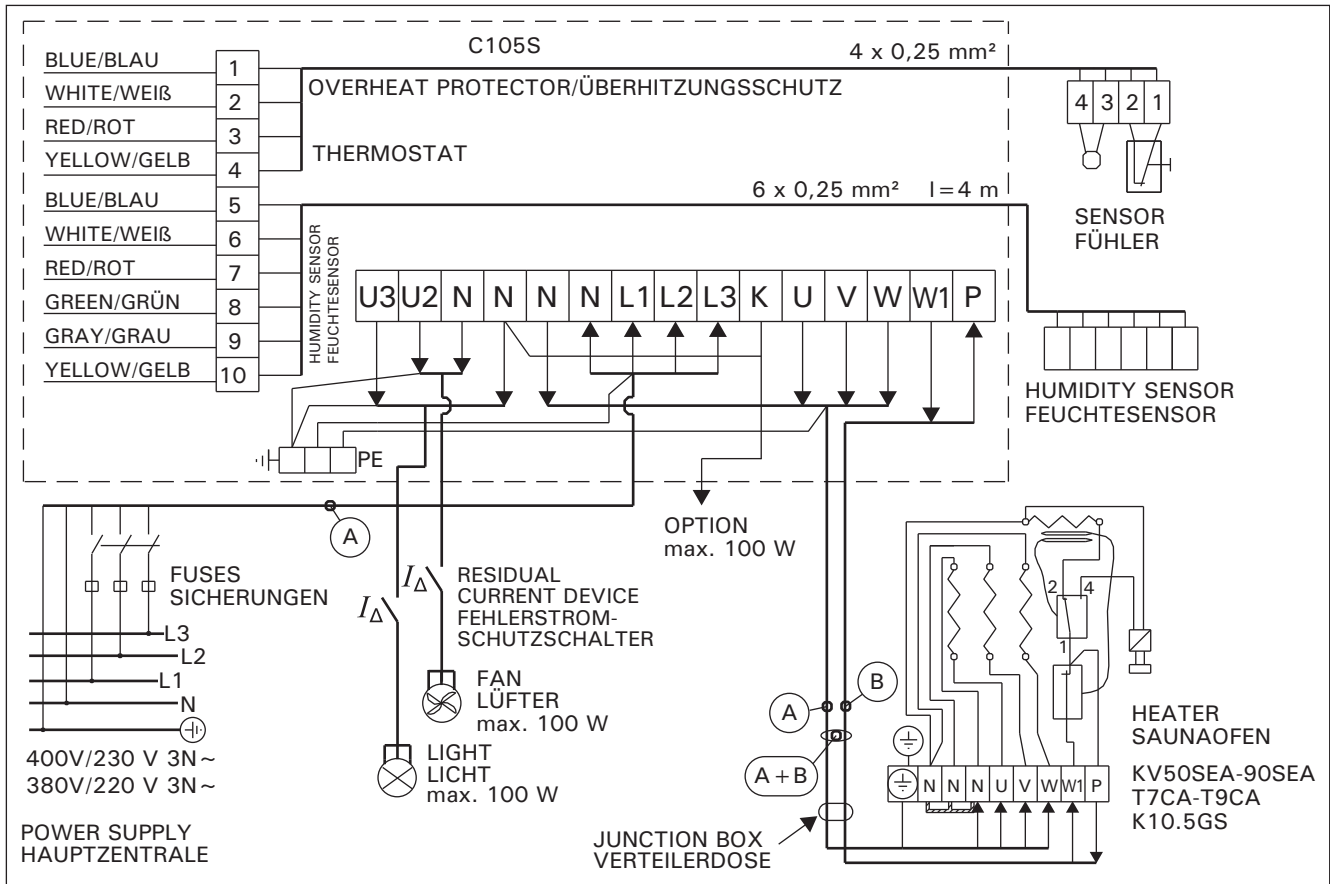 C105S
BLUE/BLAU 1
WHITE/WEIß 2
RED/ROT 3
YELLOW/GELB 4
BLUE/BLAU 5
WHITE/WEIß 6
RED/ROT 7
GREEN/GRÜN 8
GRAY/GRAU 9
YELLOW/GELB 10
OVERHEAT PROTECTOR/ÜBERHITZUNGSSCHUTZ
THERMOSTAT
4 x 0,25 mm²
4 3 2 1
SENSOR
FÜHLER
6 x 0,25 mm² l=4 m
HUMIDITY SENSOR
FEUCHTESENSOR
U3 U2 N N N N L1 L2 L3 K U V W W1 P
HUMIDITY SENSOR
FEUCHTESENSOR
PE
A
OPTION
max. 100 W
FUSES
SICHERUNGEN
L3
L2
L1
N
400V/230 V 3N~
380V/220 V 3N~
POWER SUPPLY
HAUPTZENTRALE
IΔ
IΔ
RESIDUAL
CURRENT DEVICE
FEHLERSTROM-
SCHUTZSCHALTER
FAN
LÜFTER
max. 100 W
LIGHT
LICHT
max. 100 W
A
B
A+B
JUNCTION BOX
VERTEILERDOSE
2 4
1
N N N U V W W1 P
HEATER
SAUNAOFEN
KV50SEA-90SEA
T7CA-T9CA
K10.5GS